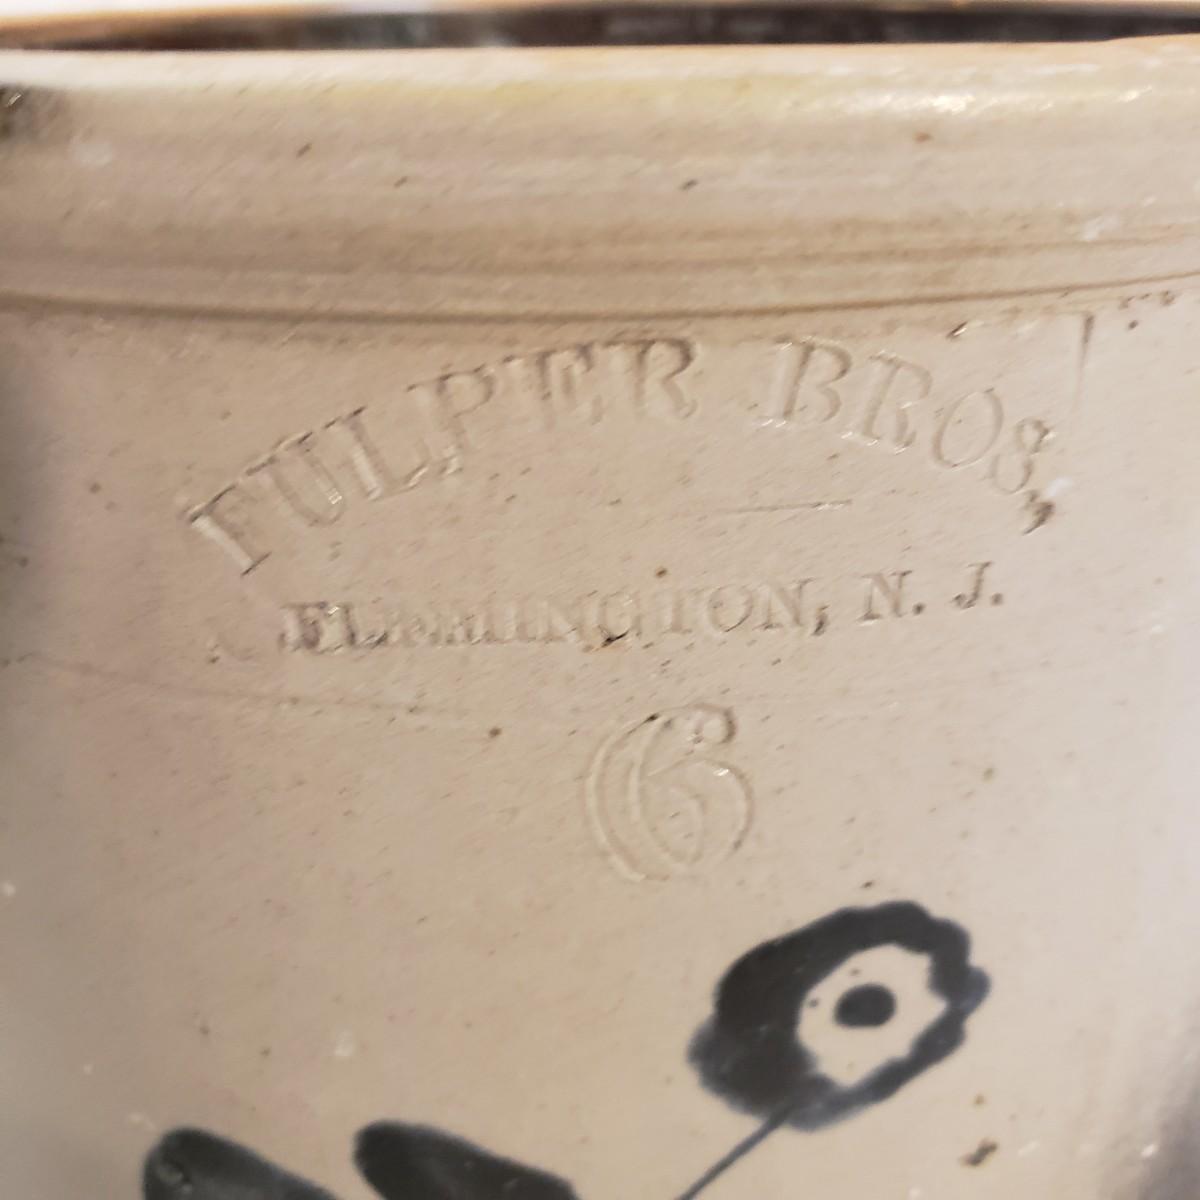 FULPER BROS,
FLEMINGTON, N. J.
6